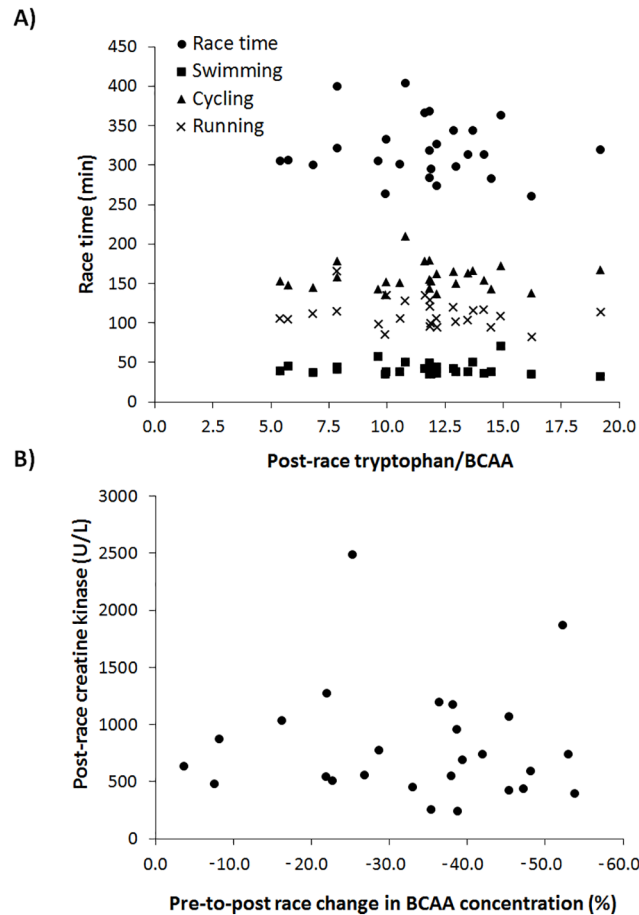 A)
Race time
Swimming
Cycling
Running
450
400
350
300
250
200
150
100
50
0
Race time (min)
0.0 2.5 5.0 7.5 10.0 12.5 15.0 17.5 20.0
Post-race tryptophan/BCAA
B)
3000
2500
2000
1500
1000
500
0
Post-race creatine kinase (U/L)
0.0 -10.0 -20.0 -30.0 -40.0 -50.0 -60.0
Pre-to-post race change in BCAA concentration (%)